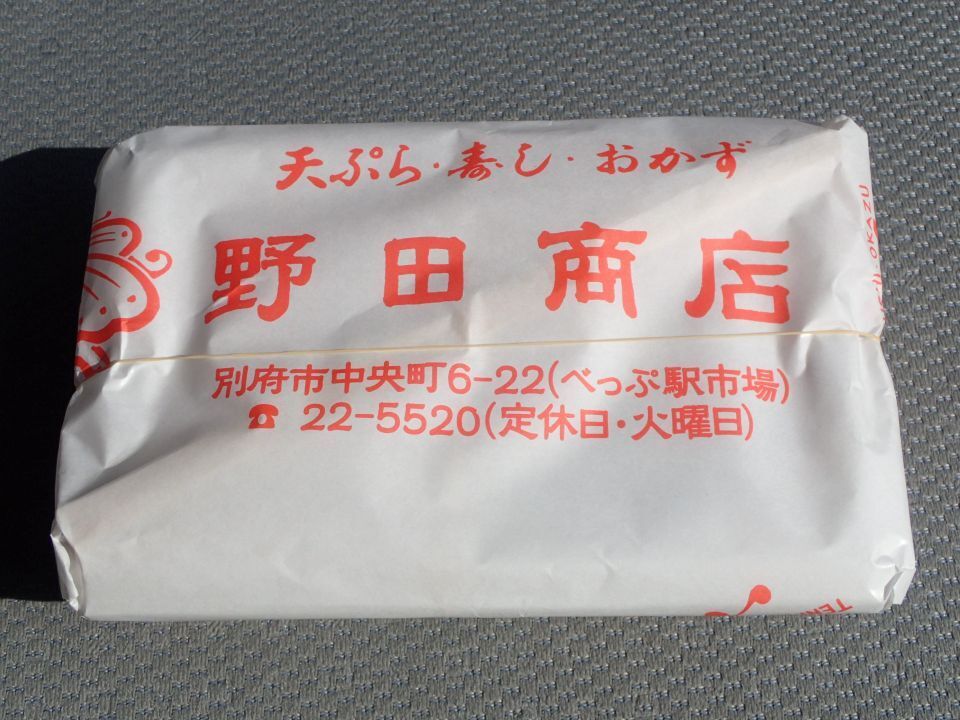 天ぷら・寿し・おかず
野田商店
別府市中央町6-22(べっぷ駅市場)
☎ 22-5520(定休日・火曜日)
OKAZU